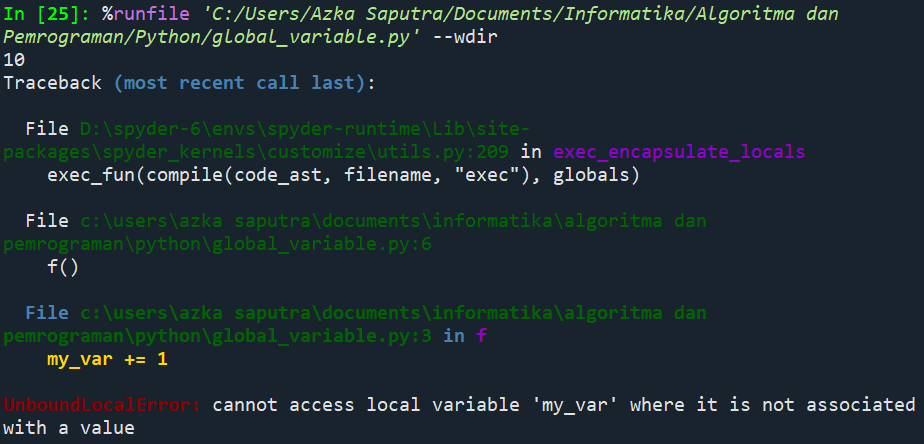 In [25]: %runfile 'C:/Users/Azka Saputra/Documents/Informatika/Algoritma dan
Pemrograman/Python/global_variable.py' --wdir
10
Traceback (most recent call last):
File D:\spyder-6\envs\spyder-runtime\Lib\site-
packages\spyder_kernels\customize\utils.py:209 in exec_encapsulate_locals
exec_fun(compile(code_ast, filename, "exec"), globals)
File c:\users\azka saputra\documents\informatika\algoritma dan
pemrograman\python\global_variable.py:6
f()
File c:\users\azka saputra\documents\informatika\algoritma dan
pemrograman\python\global_variable.py:3 in f
my_var += 1
UnboundLocalError: cannot access local variable 'my_var' where it is not associated
with a value